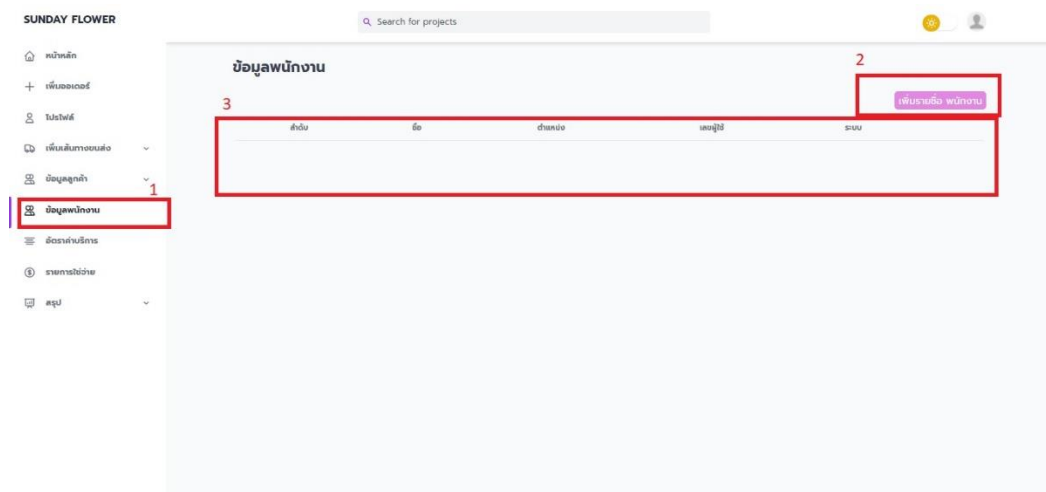 SUNDAY FLOWER
Search for projects
หน้าหลัก
เพิ่มออเดอร์
โปรไฟล์
เพิ่มเส้นทางขนส่ง
ข้อมูลลูกค้า
1
ข้อมูลพนักงาน
อัตราค่าบริการ
รายการใช้จ่าย
สรุป
ข้อมูลพนักงาน
2
เพิ่มรายชื่อ พนักงาน
3
ลำดับ ชื่อ ตำแหน่ง เลขผู้ใช้ ระบบ